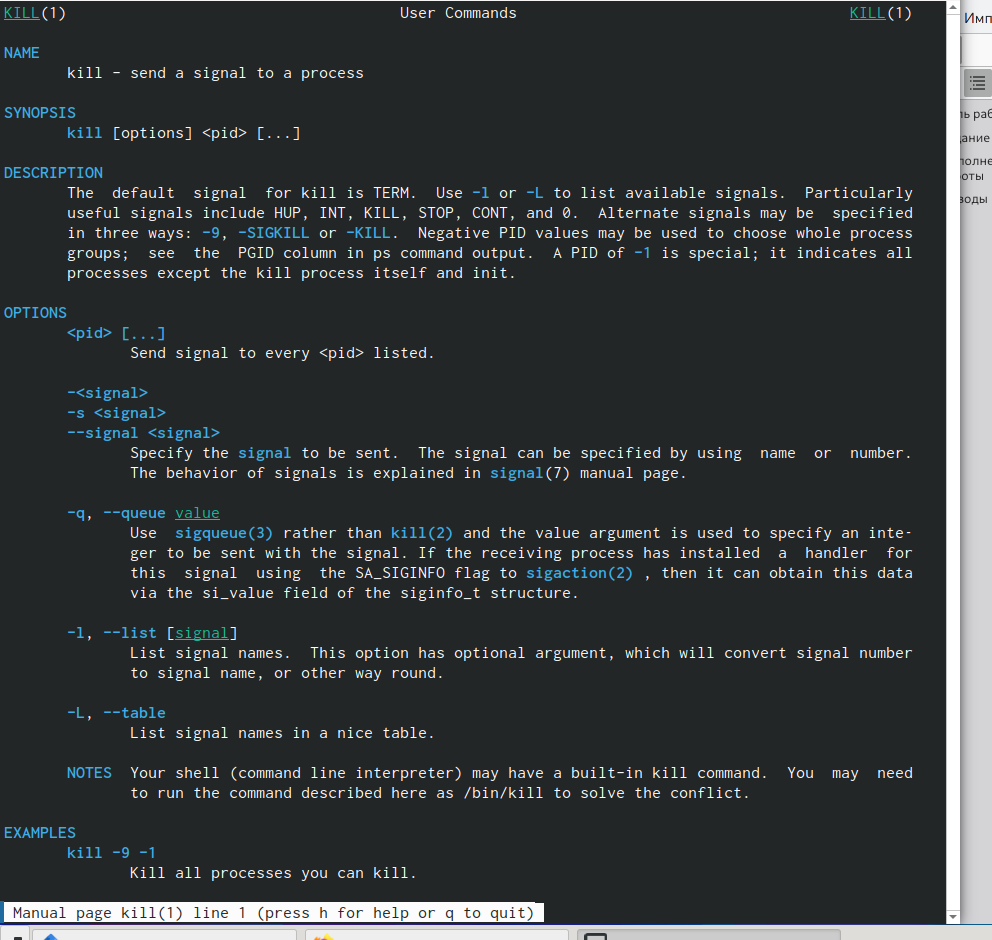 KILL(1) User Commands KILL(1)
NAME
kill - send a signal to a process
SYNOPSIS
kill [options] <pid> [...]
DESCRIPTION
The default signal for kill is TERM. Use -l or -L to list available signals. Particularly
useful signals include HUP, INT, KILL, STOP, CONT, and 0. Alternate signals may be specified
in three ways: -9, -SIGKILL or -KILL. Negative PID values may be used to choose whole process
groups; see the PGID column in ps command output. A PID of -1 is special; it indicates all
processes except the kill process itself and init.
OPTIONS
<pid> [...]
Send signal to every <pid> listed.
-<signal>
-s <signal>
--signal <signal>
Specify the signal to be sent. The signal can be specified by using name or number.
The behavior of signals is explained in signal(7) manual page.
-q, --queue value
Use sigqueue(3) rather than kill(2) and the value argument is used to specify an inte-
ger to be sent with the signal. If the receiving process has installed a handler for
this signal using the SA_SIGINFO flag to sigaction(2) , then it can obtain this data
via the si_value field of the siginfo_t structure.
-l, --list [signal]
List signal names. This option has optional argument, which will convert signal number
to signal name, or other way round.
-L, --table
List signal names in a nice table.
NOTES Your shell (command line interpreter) may have a built-in kill command. You may need
to run the command described here as /bin/kill to solve the conflict.
EXAMPLES
kill -9 -1
Kill all processes you can kill.
Manual page kill(1) line 1 (press h for help or q to quit)
Имп
ль раб
дание
полне
оты
воды